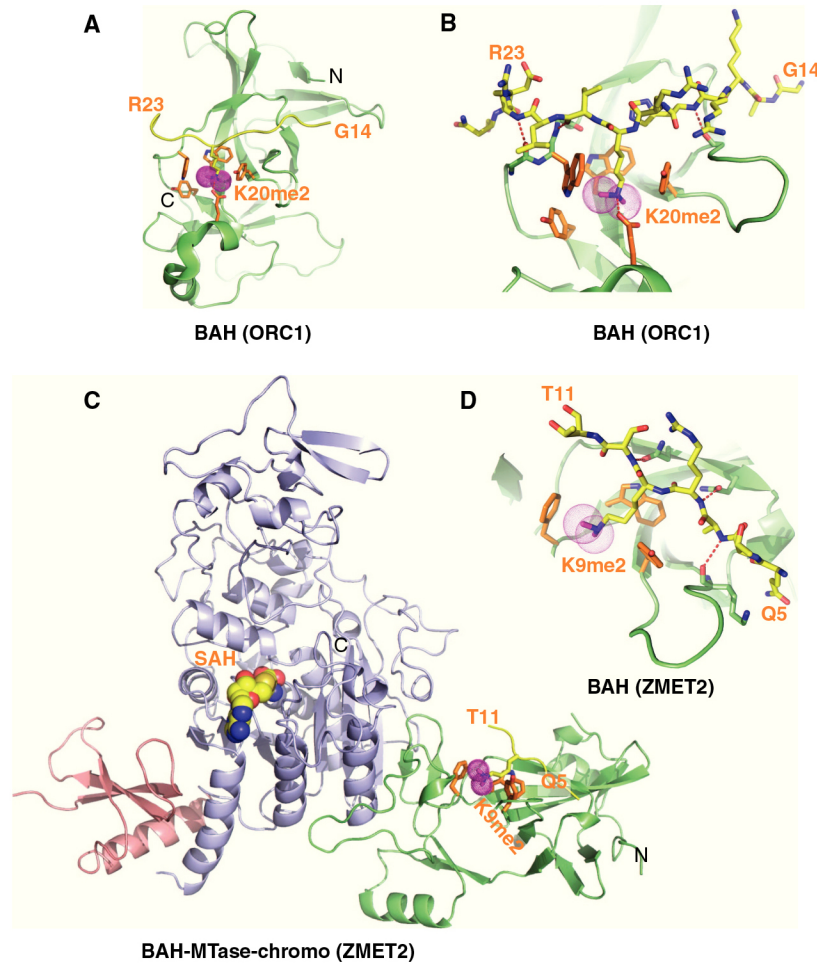 A
N
R23
G14
K20me2
C
BAH (ORC1)
B
R23
G14
K20me2
BAH (ORC1)
C
SAH
C
T11
Q5
K9me2
N
BAH-MTase-chromo (ZMET2)
D
T11
K9me2
Q5
BAH (ZMET2)